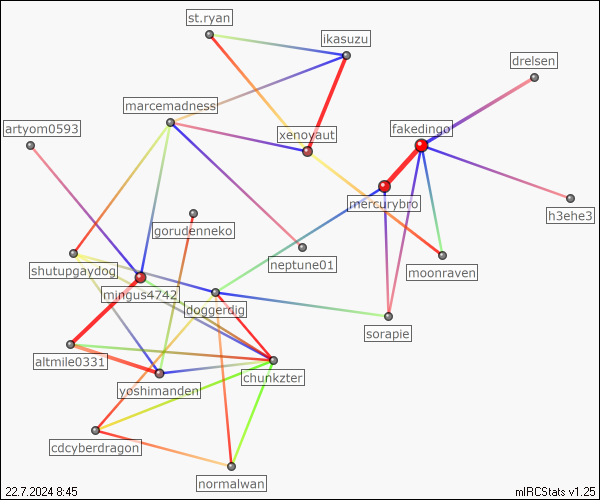 st.ryan
ikasuzu
drelsen
marcemadness
artyom0593
xenoyaut
fakedingo
mercurybro
h3ehe3
gorudenneko
neptune01
moonraven
shutupgaydog
mingus4742
doggerdig
sorapie
altmile0331
yoshimanden
chunkzter
cdcyberdragon
normalwan
22.7.2024 8:45
mIRCStats v1.25